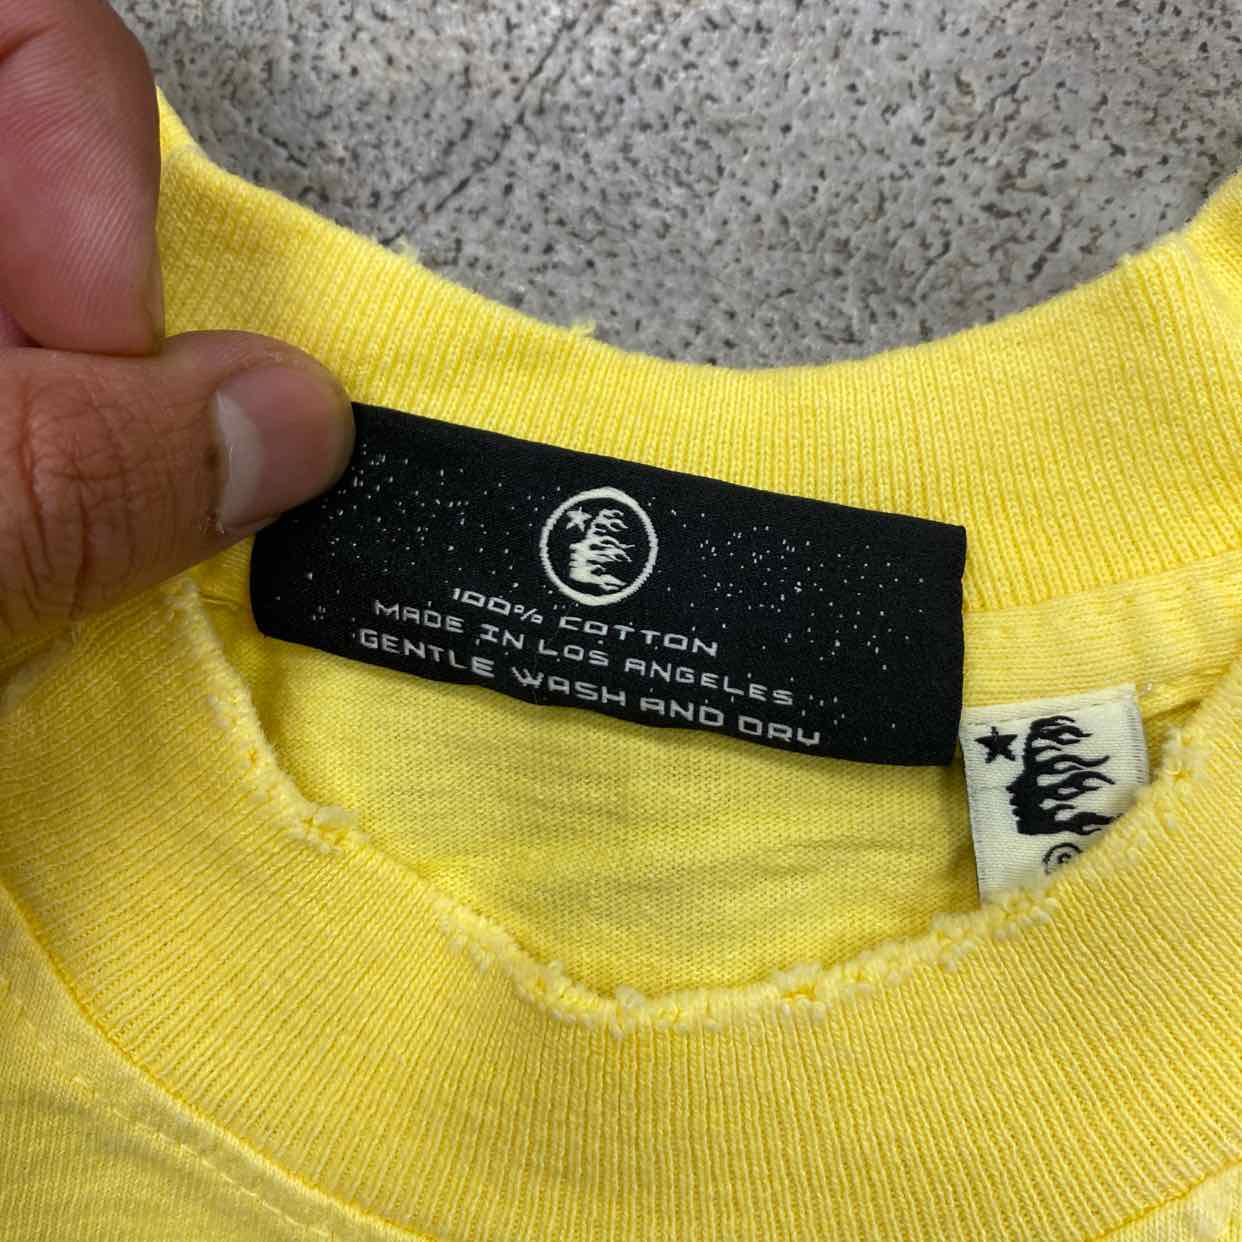 100% COTTON
MADE IN LOS ANGELES
GENTLE WASH AND DRY
S